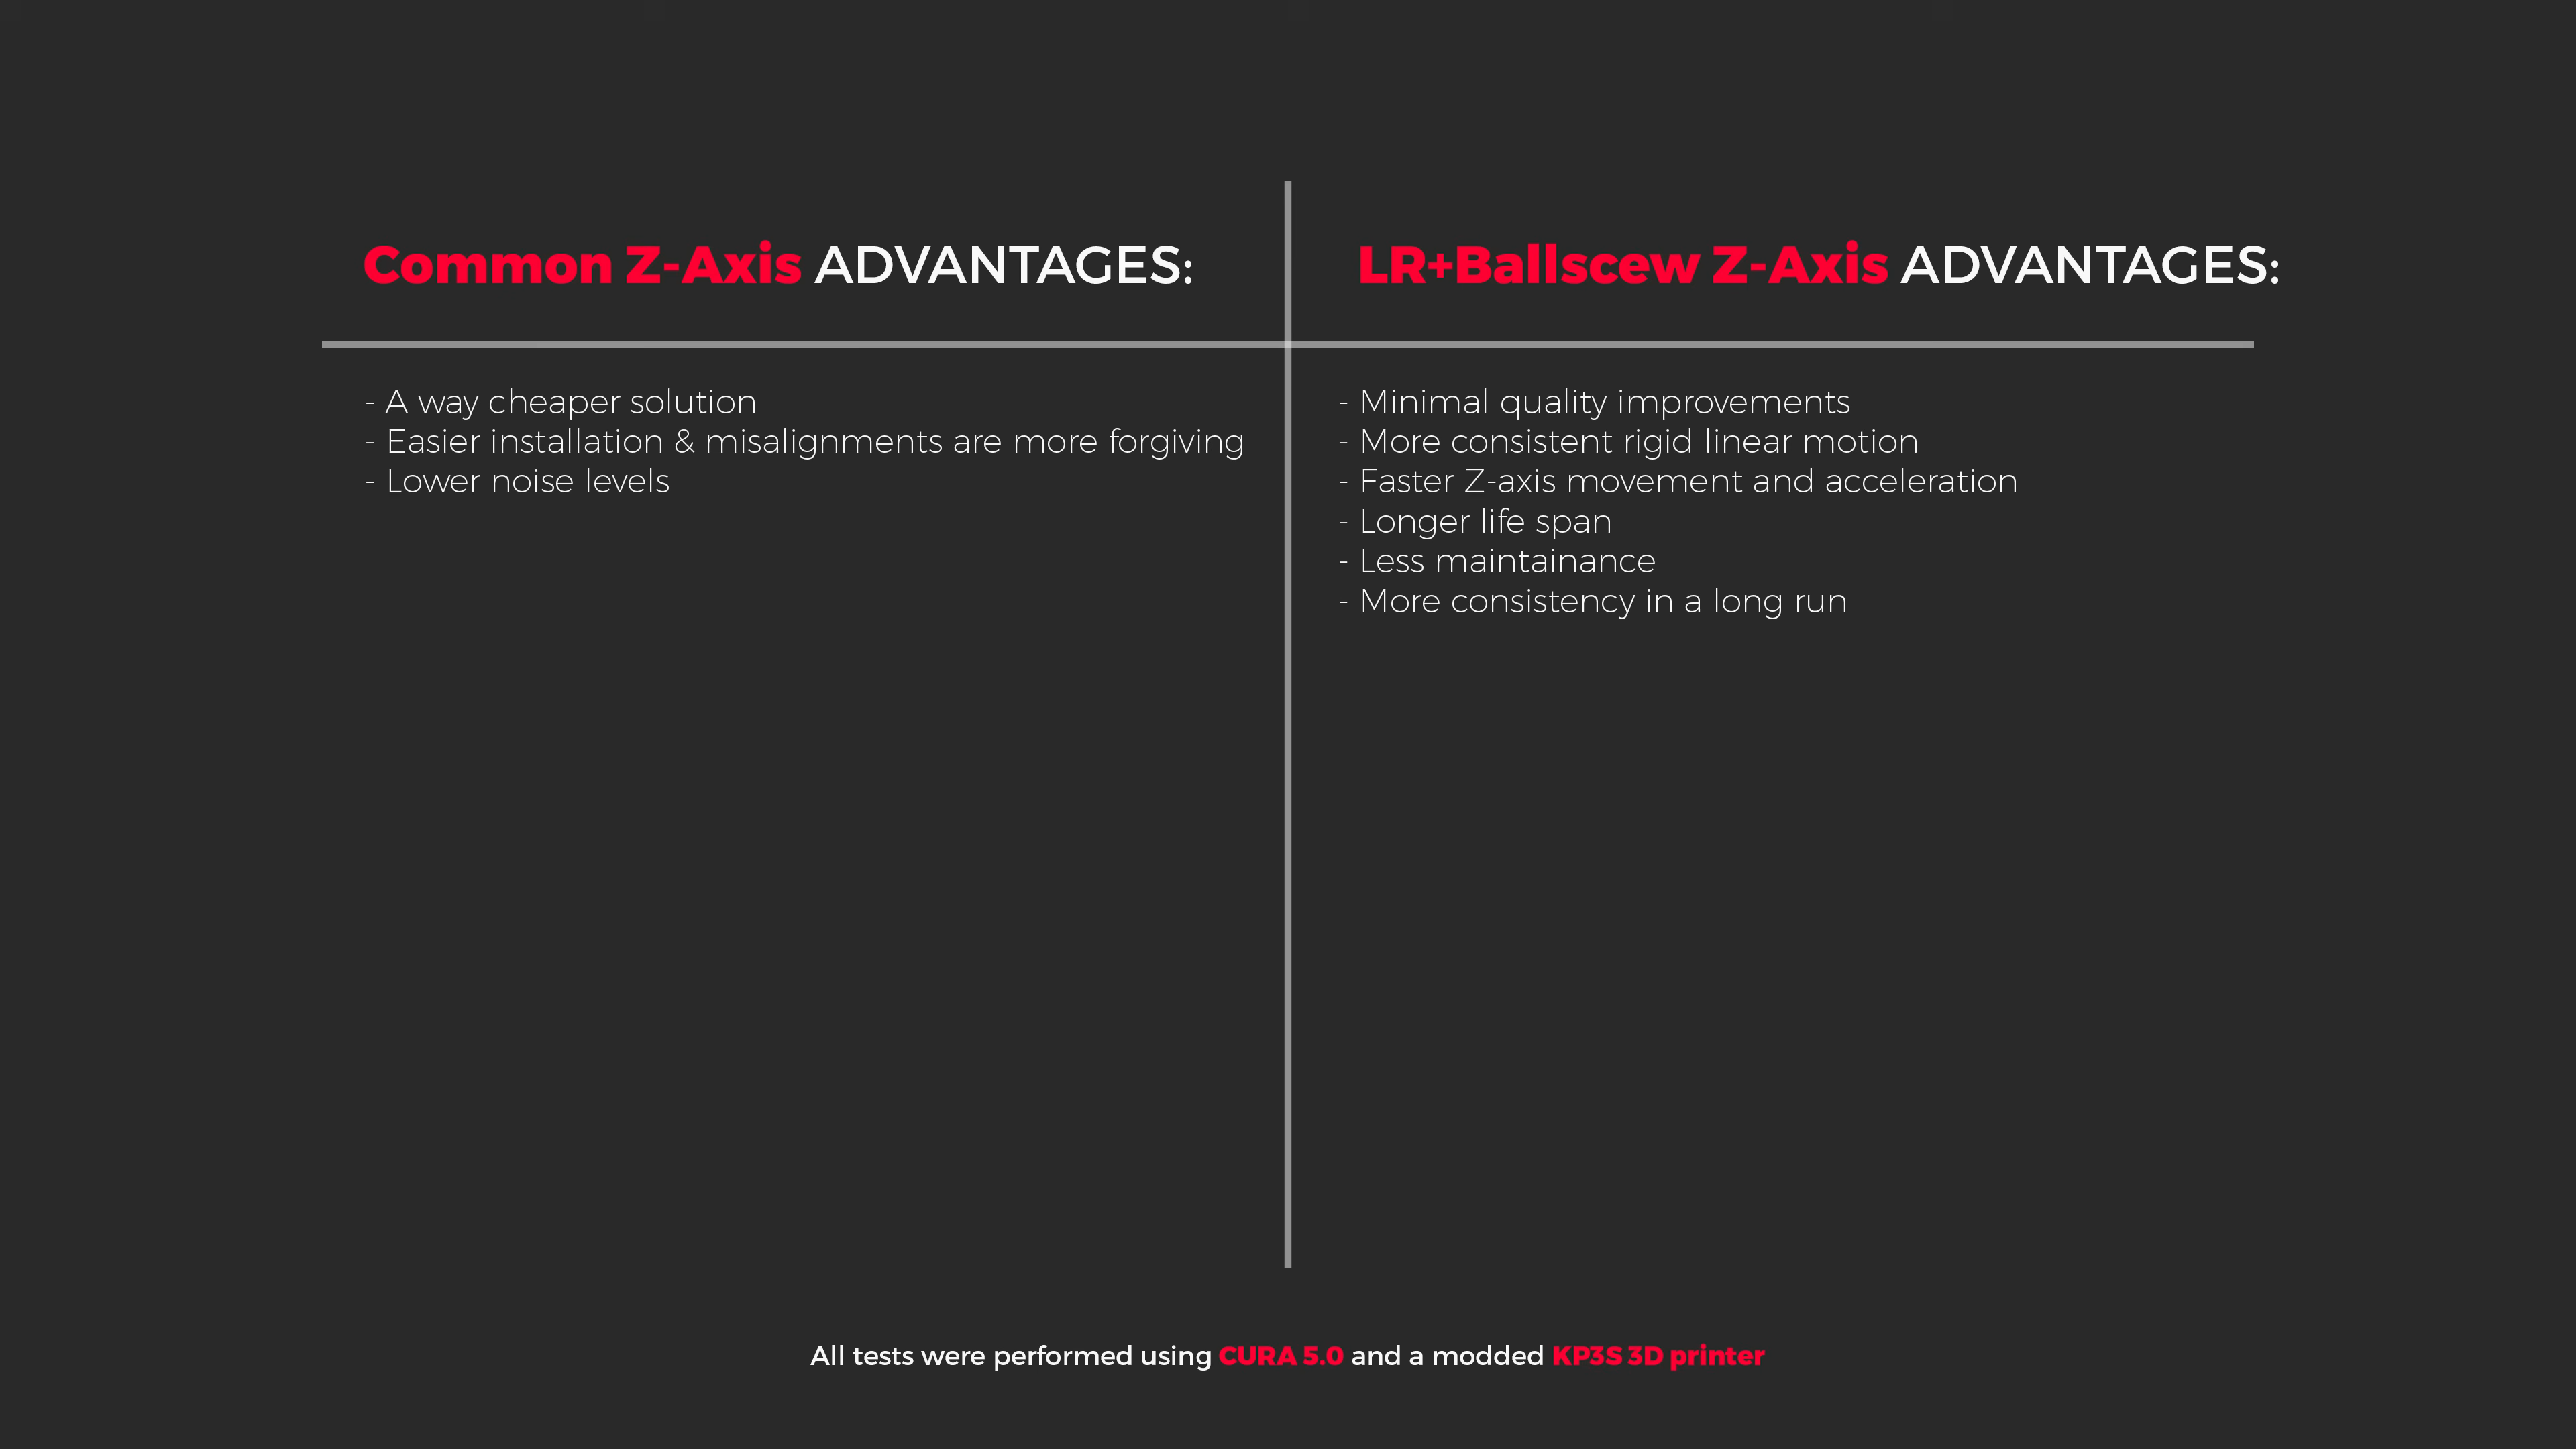 Common Z-Axis ADVANTAGES:
- A way cheaper solution
- Easier installation & misalignments are more forgiving
- Lower noise levels
LR+Ballscew Z-Axis ADVANTAGES:
- Minimal quality improvements
- More consistent rigid linear motion
- Faster Z-axis movement and acceleration
- Longer life span
- Less maintainance
- More consistency in a long run
All tests were performed using CURA 5.0 and a modded KP3S 3D printer